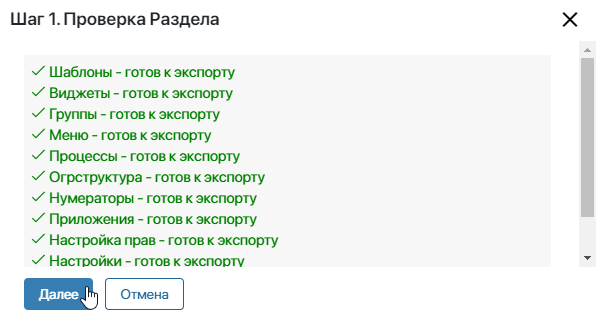 Шаг 1. Проверка Раздела
Шаблоны - готов к экспорту
Виджеты - готов к экспорту
Группы - готов к экспорту
Меню - готов к экспорту
Процессы - готов к экспорту
Огрструктура - готов к экспорту
Нумераторы - готов к экспорту
Приложения - готов к экспорту
Настройка прав - готов к экспорту
Настройки - готов к экспорту
Далее Отмена